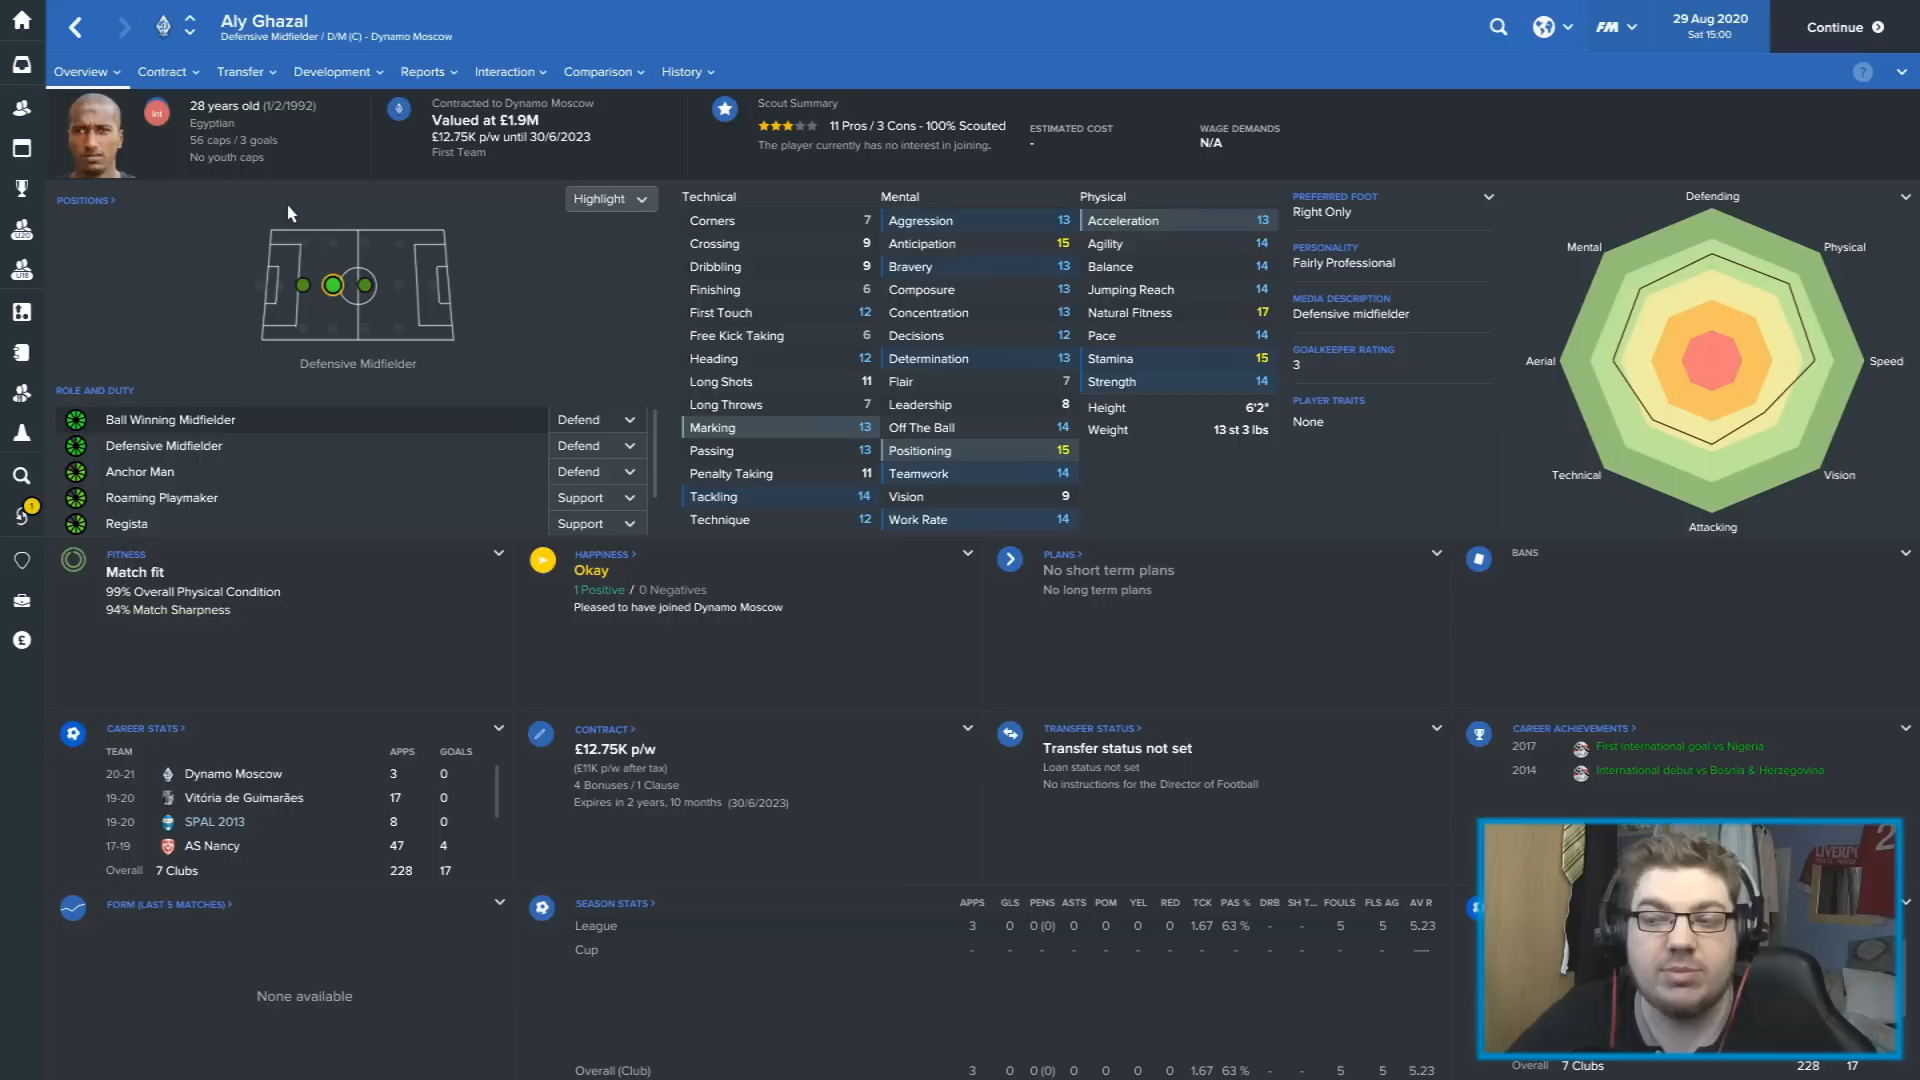 Aly Ghazal
Defensive Midfielder / D/M (C) - Dynamo Moscow
FM
29 Aug 2020
Sat 15:00
Continue
Overview
Contract
Transfer
Development
Reports
Interaction
Comparison
History
?
Int
28 years old (1/2/1992)
Egyptian
56 caps / 3 goals
No youth caps
Contracted to Dynamo Moscow
Valued at £1.9M
£12.75K p/w until 30/6/2023
First Team
Scout Summary
11 Pros / 3 Cons - 100% Scouted
The player currently has no interest in joining.
ESTIMATED COST
-
WAGE DEMANDS
N/A
POSITIONS >
Highlight
Defensive Midfielder
ROLE AND DUTY
Ball Winning Midfielder Defend
Defensive Midfielder Defend
Anchor Man Defend
Roaming Playmaker Support
Regista Support
Technical
Corners 7
Crossing 9
Dribbling 9
Finishing 6
First Touch 12
Free Kick Taking 6
Heading 12
Long Shots 11
Long Throws 7
Marking 13
Passing 13
Penalty Taking 11
Tackling 14
Technique 12
Mental
Aggression 13
Anticipation 15
Bravery 13
Composure 13
Concentration 13
Decisions 12
Determination 13
Flair 7
Leadership 8
Off The Ball 14
Positioning 15
Teamwork 14
Vision 9
Work Rate 14
Physical
Acceleration 13
Agility 14
Balance 14
Jumping Reach 14
Natural Fitness 17
Pace 14
Stamina 15
Strength 14
Height 6'2"
Weight 13 st 3 lbs
PREFERRED FOOT
Right Only
PERSONALITY
Fairly Professional
MEDIA DESCRIPTION
Defensive midfielder
GOALKEEPER RATING
3
PLAYER TRAITS
None
Defending
Mental
Physical
Aerial
Speed
Technical
Vision
Attacking
U20
U18
1
FITNESS
Match fit
99% Overall Physical Condition
94% Match Sharpness
HAPPINESS >
Okay
1 Positive / 0 Negatives
Pleased to have joined Dynamo Moscow
PLANS >
No short term plans
No long term plans
BANS
CAREER STATS >
TEAM APPS GOALS
20-21 Dynamo Moscow 3 0
19-20 Vitória de Guimarães 17 0
19-20 SPAL 2013 8 0
17-19 AS Nancy 47 4
Overall 7 Clubs 228 17
CONTRACT >
£12.75K p/w
(£11K p/w after tax)
4 Bonuses / 1 Clause
Expires in 2 years, 10 months (30/6/2023)
TRANSFER STATUS >
Transfer status not set
Loan status not set
No instructions for the Director of Football
CAREER ACHIEVEMENTS >
2017 First international goal vs Nigeria
2014 International debut vs Bosnia & Herzegovina
FORM (LAST 5 MATCHES) >
None available
SEASON STATS >
APPS GLS PENS ASTS POM YEL RED TCK PAS % DRB SH T... FOULS FLS AG AV R
League 3 0 0 (0) 0 0 0 0 1.67 63 % - - 5 5 5.23
Cup - - - - - - - - - - - - - ---
Overall (Club) 3 0 0 (0) 0 0 0 0 1.67 63 % - - 5 5 5.23
2
Overall 7 Clubs 228 17